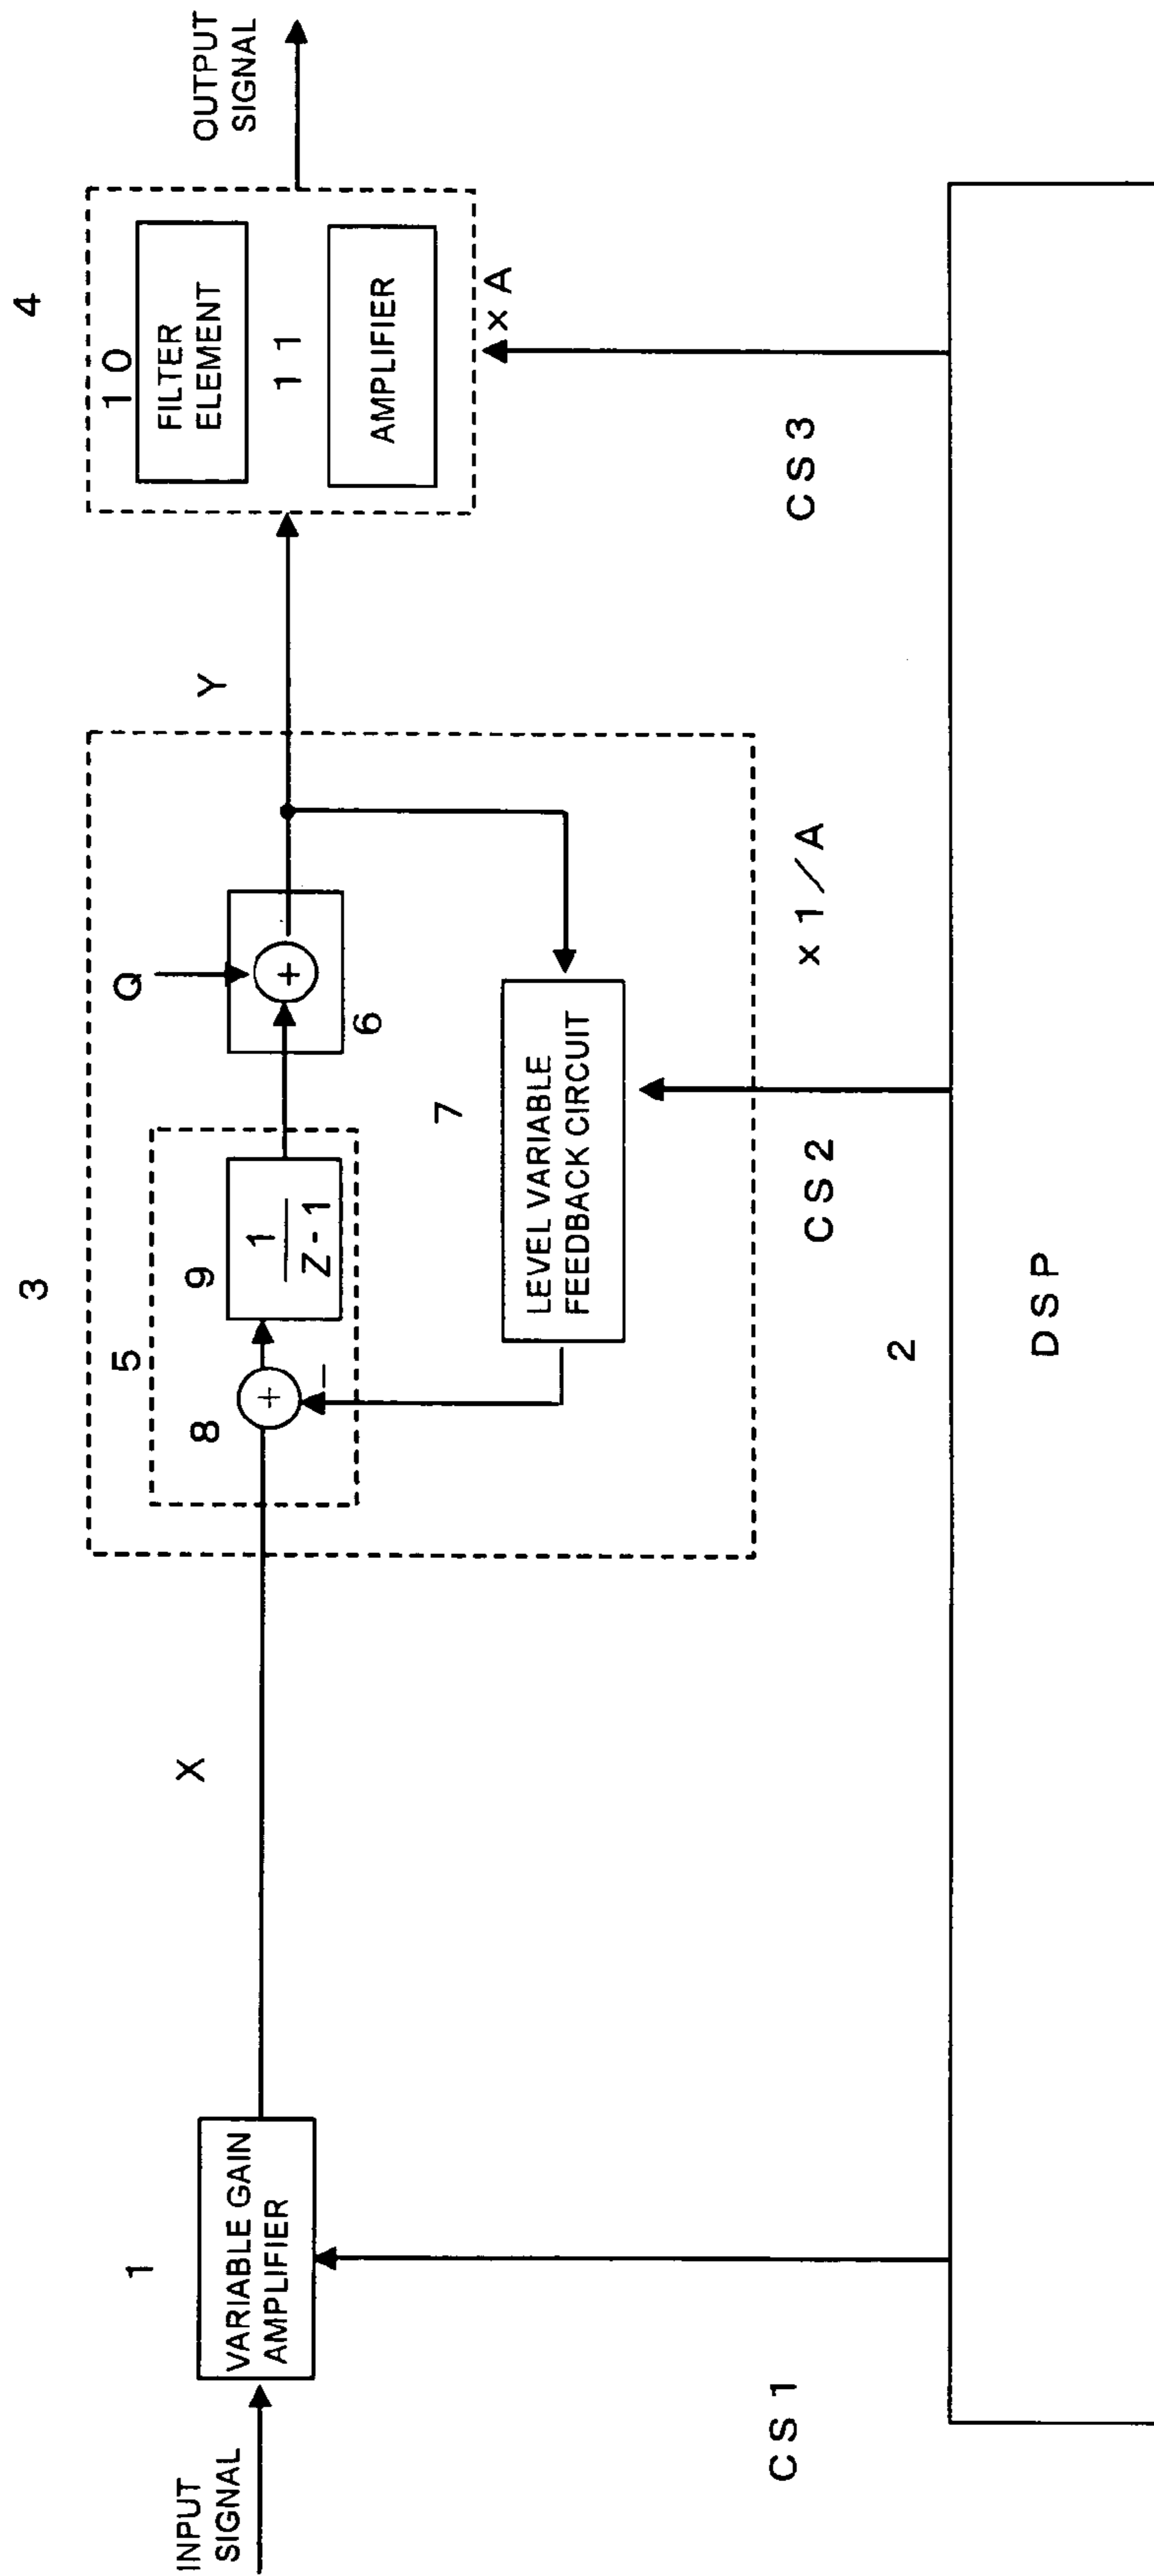 INPUT
SIGNAL
1
VARIABLE GAIN
AMPLIFIER
CS1
X
3
5
8
+
−
9
1
Z-1
Q
+
6
7
LEVEL VARIABLE
FEEDBACK CIRCUIT
CS2
×1/A
Y
4
10
FILTER
ELEMENT
11
AMPLIFIER
×A
CS3
OUTPUT
SIGNAL
2
DSP